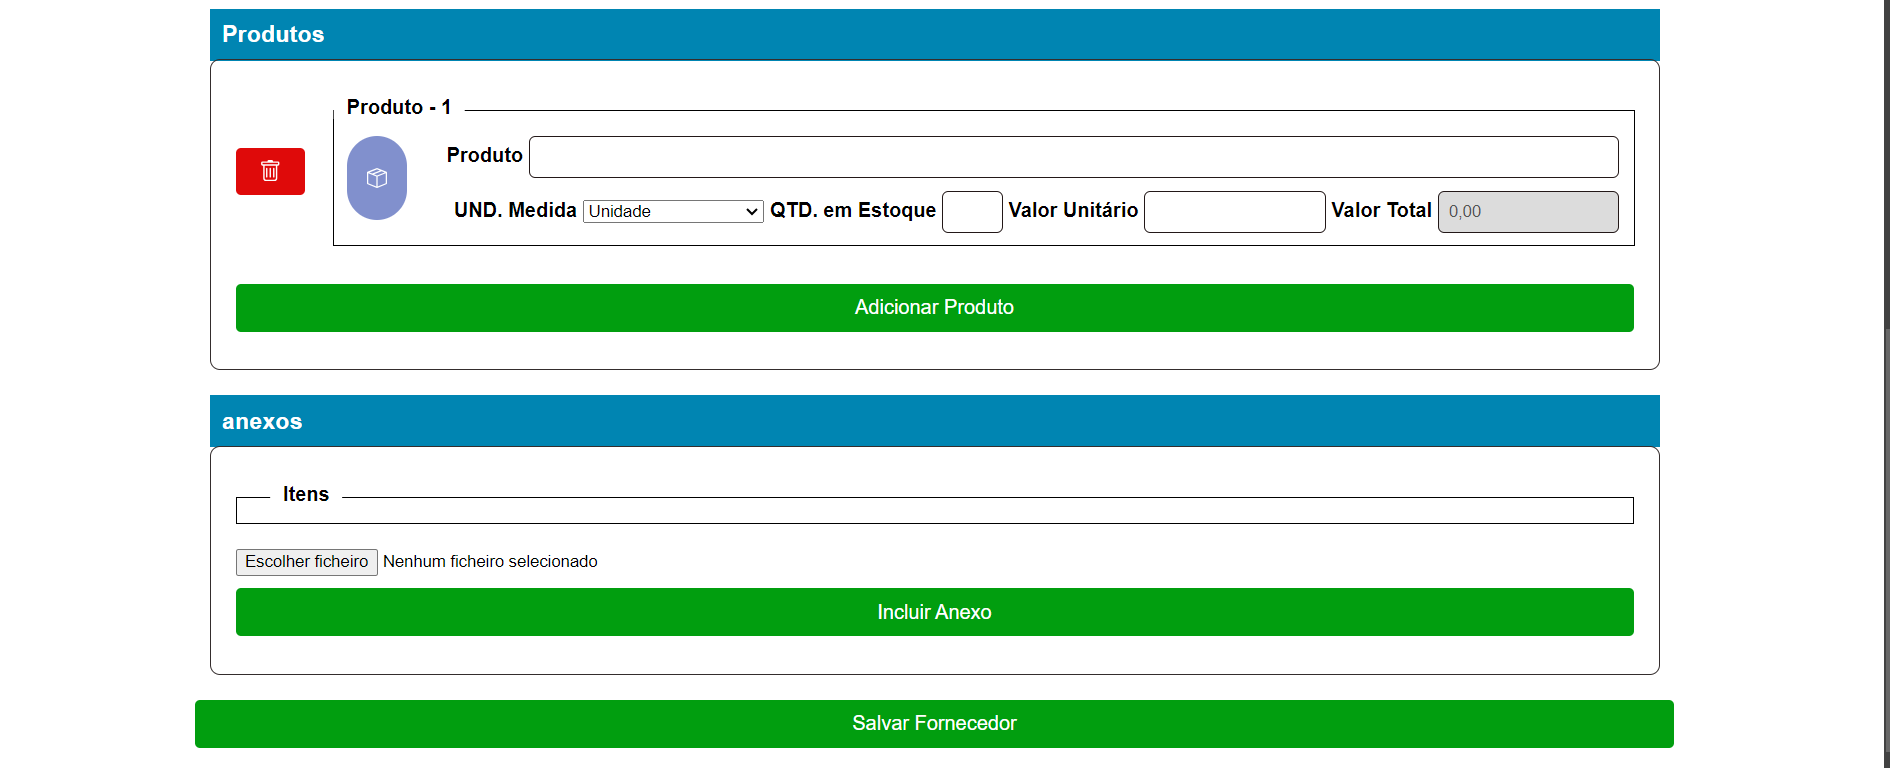 Produtos
Produto - 1
Produto
UND. Medida Unidade QTD. em Estoque Valor Unitário Valor Total 0,00
Adicionar Produto
anexos
Itens
Escolher ficheiro Nenhum ficheiro selecionado
Incluir Anexo
Salvar Fornecedor